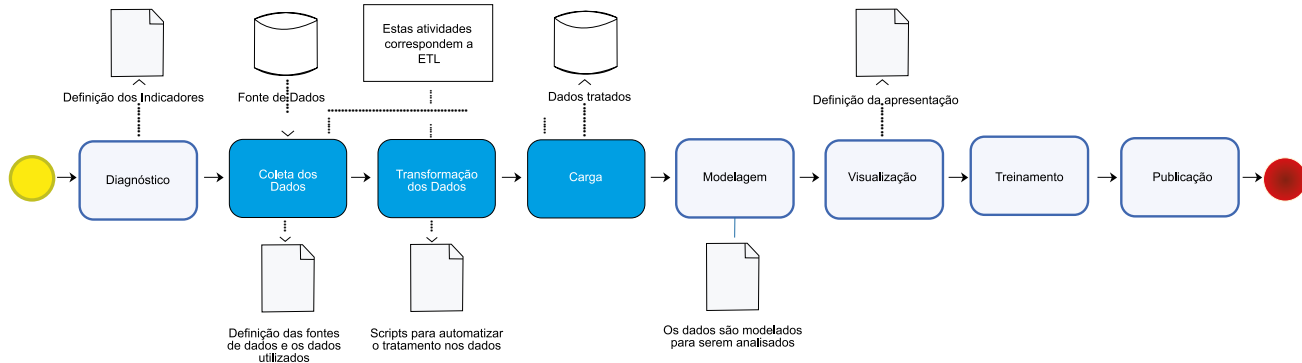 Estas atividades
correspondem a
ETL
Definição dos Indicadores
Fonte de Dados
Dados tratados
Definição da apresentação
Diagnóstico
Coleta dos
Dados
Transformação
dos Dados
Carga
Modelagem
Visualização
Treinamento
Publicação
Definição das fontes
de dados e os dados
utilizados
Scripts para automatizar
o tratamento nos dados
Os dados são modelados
para serem analisados